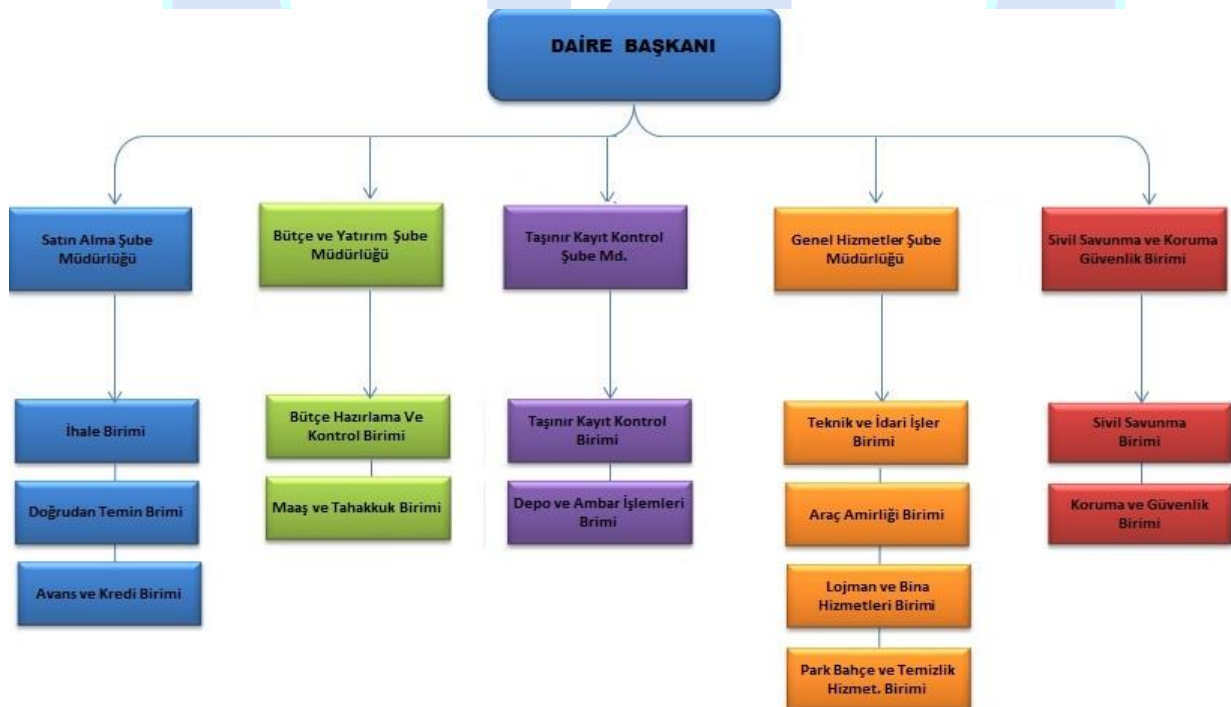 DAİRE BAŞKANI
Satın Alma Şube
Müdürlüğü
Bütçe ve Yatırım Şube
Müdürlüğü
Taşınır Kayıt Kontrol
Şube Md.
Genel Hizmetler Şube
Müdürlüğü
Sivil Savunma ve Koruma
Güvenlik Birimi
İhale Birimi
Doğrudan Temin Brimi
Avans ve Kredi Birimi
Bütçe Hazırlama Ve
Kontrol Birimi
Maaş ve Tahakkuk Birimi
Taşınır Kayıt Kontrol
Birimi
Depo ve Ambar İşlemleri
Brimi
Teknik ve İdari İşler
Birimi
Araç Amirliği Birimi
Lojman ve Bina
Hizmetleri Birimi
Park Bahçe ve Temizlik
Hizmet. Birimi
Sivil Savunma
Birimi
Koruma ve Güvenlik
Birimi